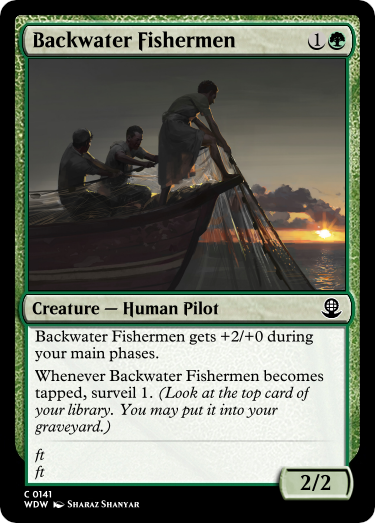 Backwater Fishermen 1
Creature — Human Pilot
Backwater Fishermen gets +2/+0 during
your main phases.
Whenever Backwater Fishermen becomes
tapped, surveil 1. (Look at the top card of
your library. You may put it into your
graveyard.)
ft
ft
2/2
C 0141
WDW Sharaz Shanyar